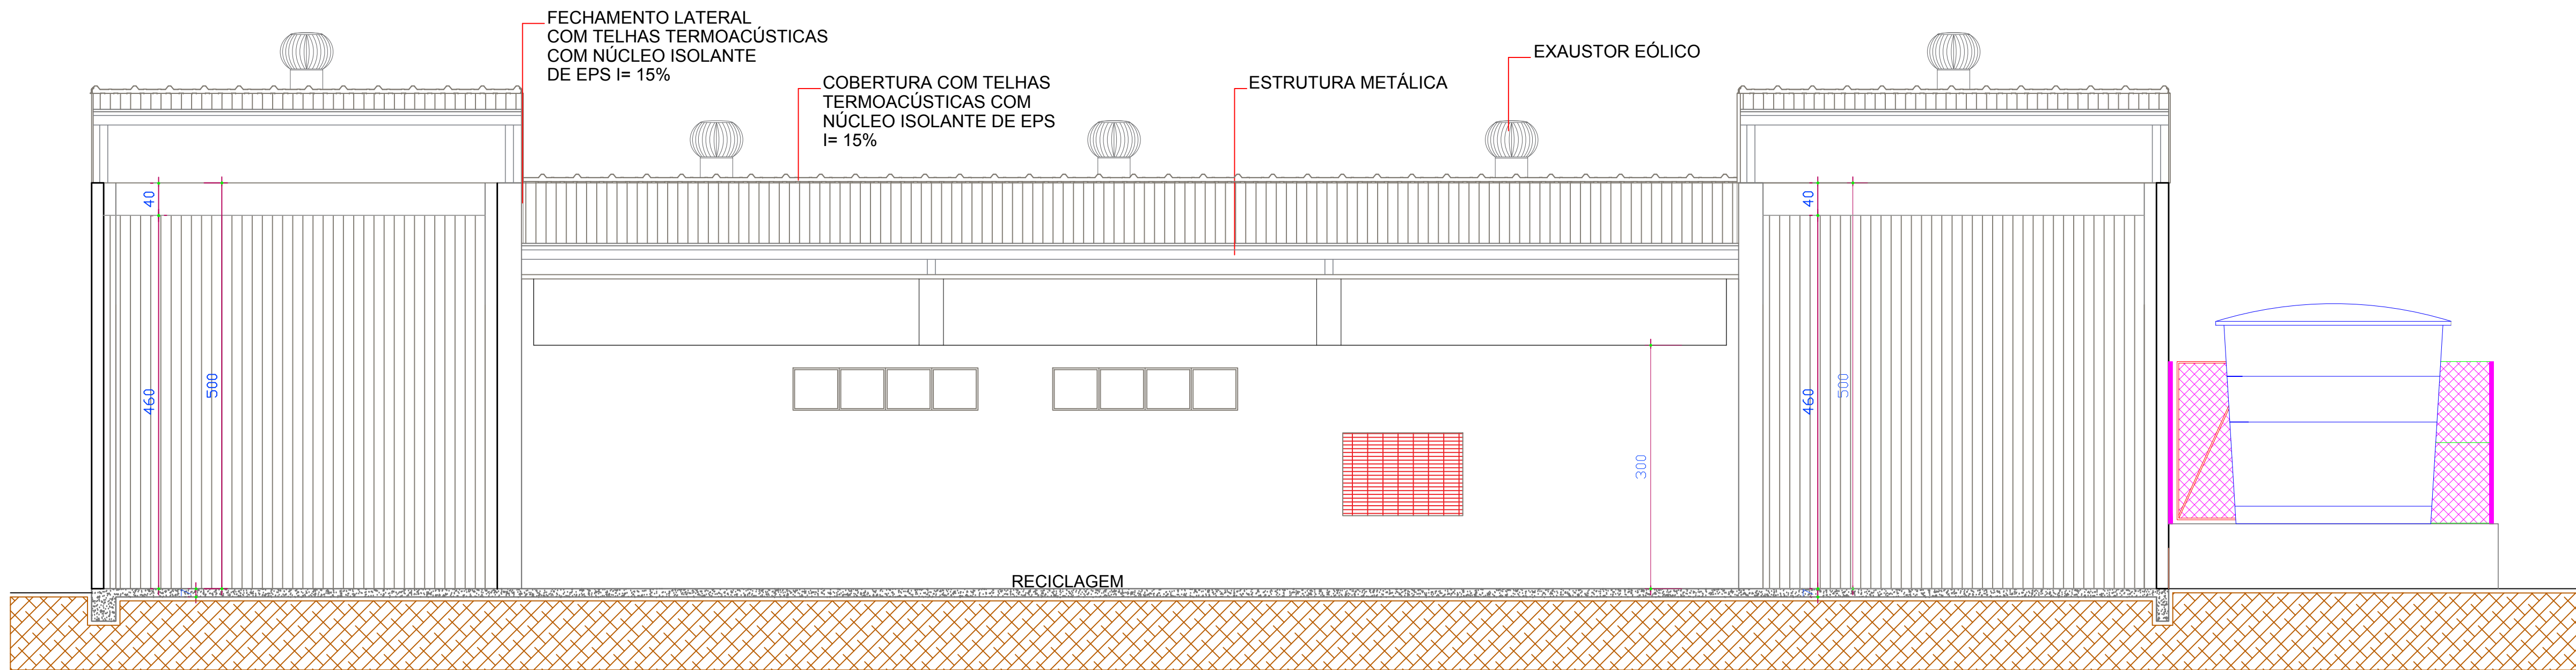 FECHAMENTO LATERAL
COM TELHAS TERMOACÚSTICAS
COM NÚCLEO ISOLANTE
DE EPS I= 15%
COBERTURA COM TELHAS
TERMOACÚSTICAS COM
NÚCLEO ISOLANTE DE EPS
I= 15%
ESTRUTURA METÁLICA
EXAUSTOR EÓLICO
40
460
500
300
40
460
500
RECICLAGEM